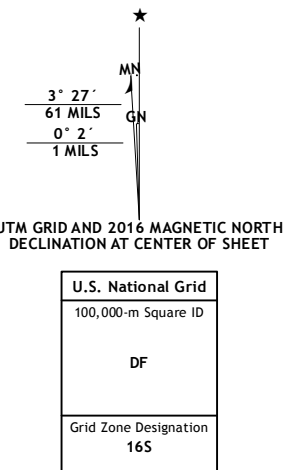 MN
3° 27´
61 MILS
GN
0° 2´
1 MILS
UTM GRID AND 2016 MAGNETIC NORTH
DECLINATION AT CENTER OF SHEET
U.S. National Grid
100,000-m Square ID
DF
Grid Zone Designation
16S